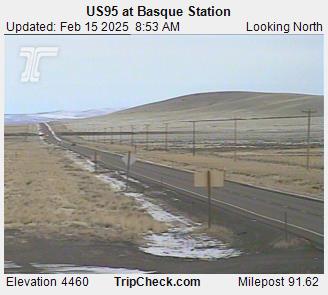 US95 at Basque Station
Updated: Feb 15 2025 8:53 AM Looking North
Elevation 4460 TripCheck.com Milepost 91.62